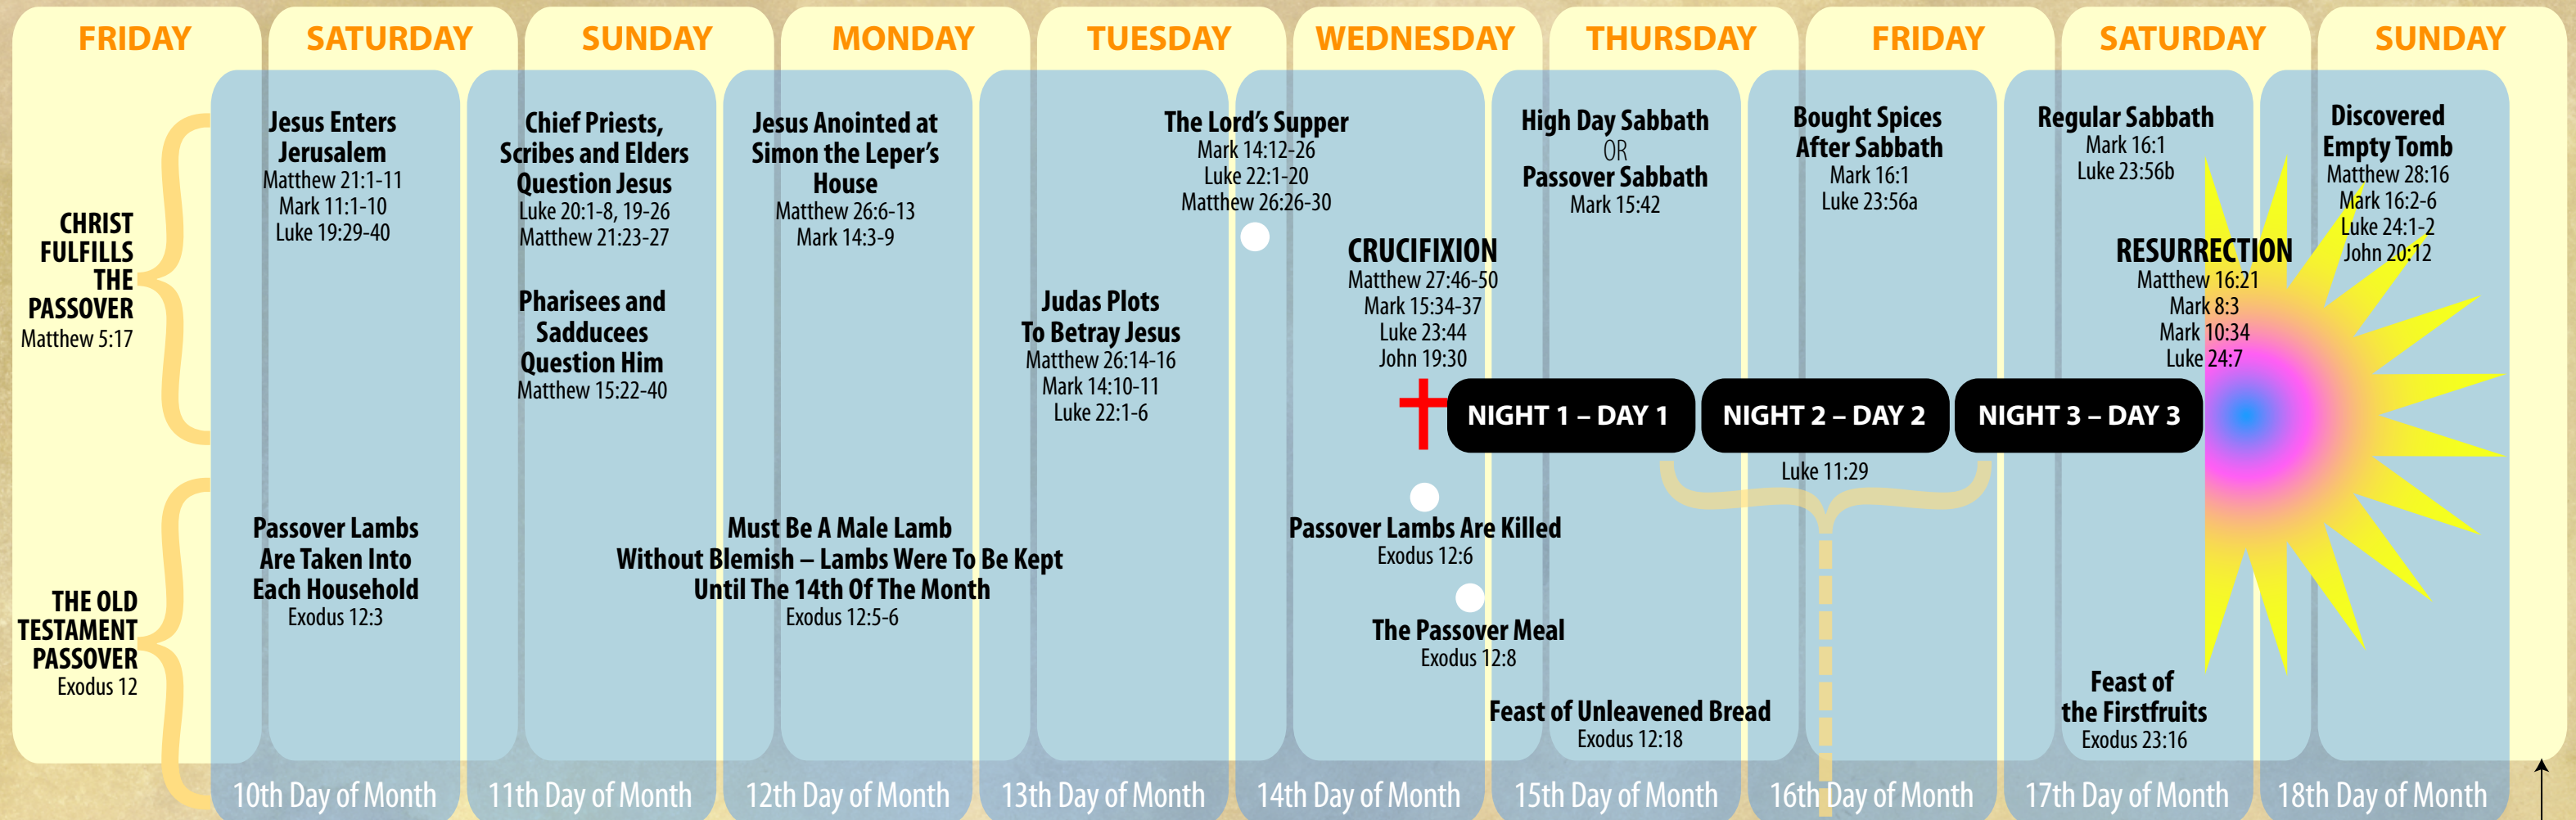 FRIDAY
SATURDAY
SUNDAY
MONDAY
TUESDAY
WEDNESDAY
THURSDAY
FRIDAY
SATURDAY
SUNDAY
CHRIST
FULFILLS
THE
PASSOVER
Matthew 5:17
Jesus Enters
Jerusalem
Matthew 21:1-11
Mark 11:1-10
Luke 19:29-40
Chief Priests,
Scribes and Elders
Question Jesus
Luke 20:1-8, 19-26
Matthew 21:23-27
Pharisees and
Sadducees
Question Him
Matthew 15:22-40
Jesus Anointed at
Simon the Leper's
House
Matthew 26:6-13
Mark 14:3-9
Judas Plots
To Betray Jesus
Matthew 26:14-16
Mark 14:10-11
Luke 22:1-6
The Lord's Supper
Mark 14:12-26
Luke 22:1-20
Matthew 26:26-30
CRUCIFIXION
Matthew 27:46-50
Mark 15:34-37
Luke 23:44
John 19:30
High Day Sabbath
OR
Passover Sabbath
Mark 15:42
Bought Spices
After Sabbath
Mark 16:1
Luke 23:56a
Regular Sabbath
Mark 16:1
Luke 23:56b
RESURRECTION
Matthew 16:21
Mark 8:3
Mark 10:34
Luke 24:7
Discovered
Empty Tomb
Matthew 28:16
Mark 16:2-6
Luke 24:1-2
John 20:12
NIGHT 1 – DAY 1
NIGHT 2 – DAY 2
NIGHT 3 – DAY 3
Luke 11:29
THE OLD
TESTAMENT
PASSOVER
Exodus 12
Passover Lambs
Are Taken Into
Each Household
Exodus 12:3
Must Be A Male Lamb
Without Blemish – Lambs Were To Be Kept
Until The 14th Of The Month
Exodus 12:5-6
Passover Lambs Are Killed
Exodus 12:6
The Passover Meal
Exodus 12:8
Feast of Unleavened Bread
Exodus 12:18
Feast of
the Firstfruits
Exodus 23:16
10th Day of Month
11th Day of Month
12th Day of Month
13th Day of Month
14th Day of Month
15th Day of Month
16th Day of Month
17th Day of Month
18th Day of Month